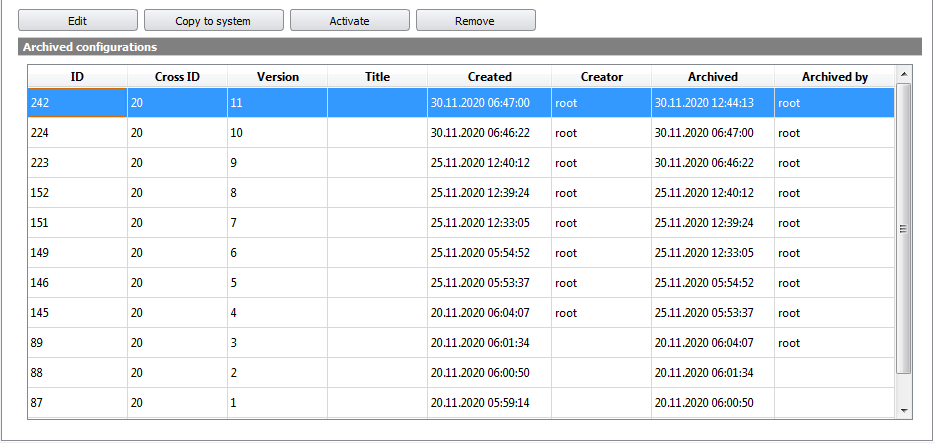 Edit Copy to system Activate Remove
Archived configurations
ID Cross ID Version Title Created Creator Archived Archived by
242 20 11 30.11.2020 06:47:00 root 30.11.2020 12:44:13 root
224 20 10 30.11.2020 06:46:22 root 30.11.2020 06:47:00 root
223 20 9 25.11.2020 12:40:12 root 30.11.2020 06:46:22 root
152 20 8 25.11.2020 12:39:24 root 25.11.2020 12:40:12 root
151 20 7 25.11.2020 12:33:05 root 25.11.2020 12:39:24 root
149 20 6 25.11.2020 05:54:52 root 25.11.2020 12:33:05 root
146 20 5 25.11.2020 05:53:37 root 25.11.2020 05:54:52 root
145 20 4 20.11.2020 06:04:07 root 25.11.2020 05:53:37 root
89 20 3 20.11.2020 06:01:34 20.11.2020 06:04:07 root
88 20 2 20.11.2020 06:00:50 20.11.2020 06:01:34
87 20 1 20.11.2020 05:59:14 20.11.2020 06:00:50